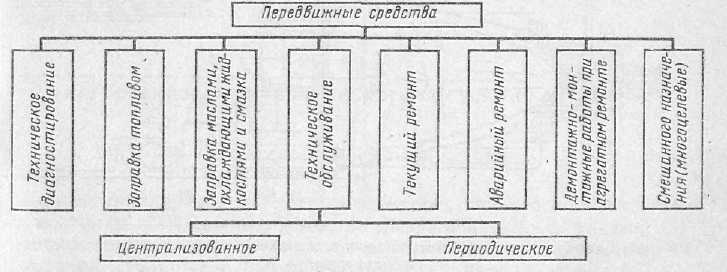 Передвижные средства
Техническое
диагностирование
Заправка топливом
Заправка маслами,
охлаждающими жид-
костями и смазка
Техническое
обслуживание
Текущий ремонт
Аварийный ремонт
Демонтажно-мон-
тажные работы при
агрегатном ремонте
Смешанного назначе-
ния(многоцелевые)
Централизованное
Периодическое